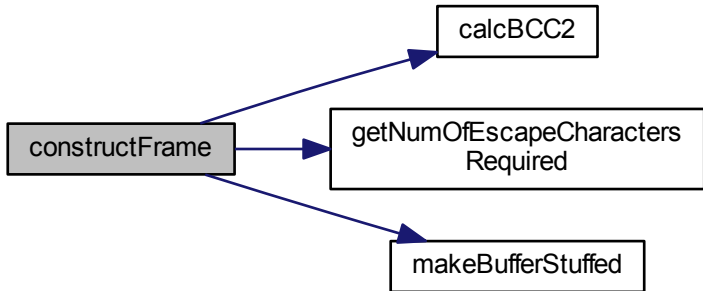 calcBCC2
constructFrame
getNumOfEscapeCharacters
Required
makeBufferStuffed